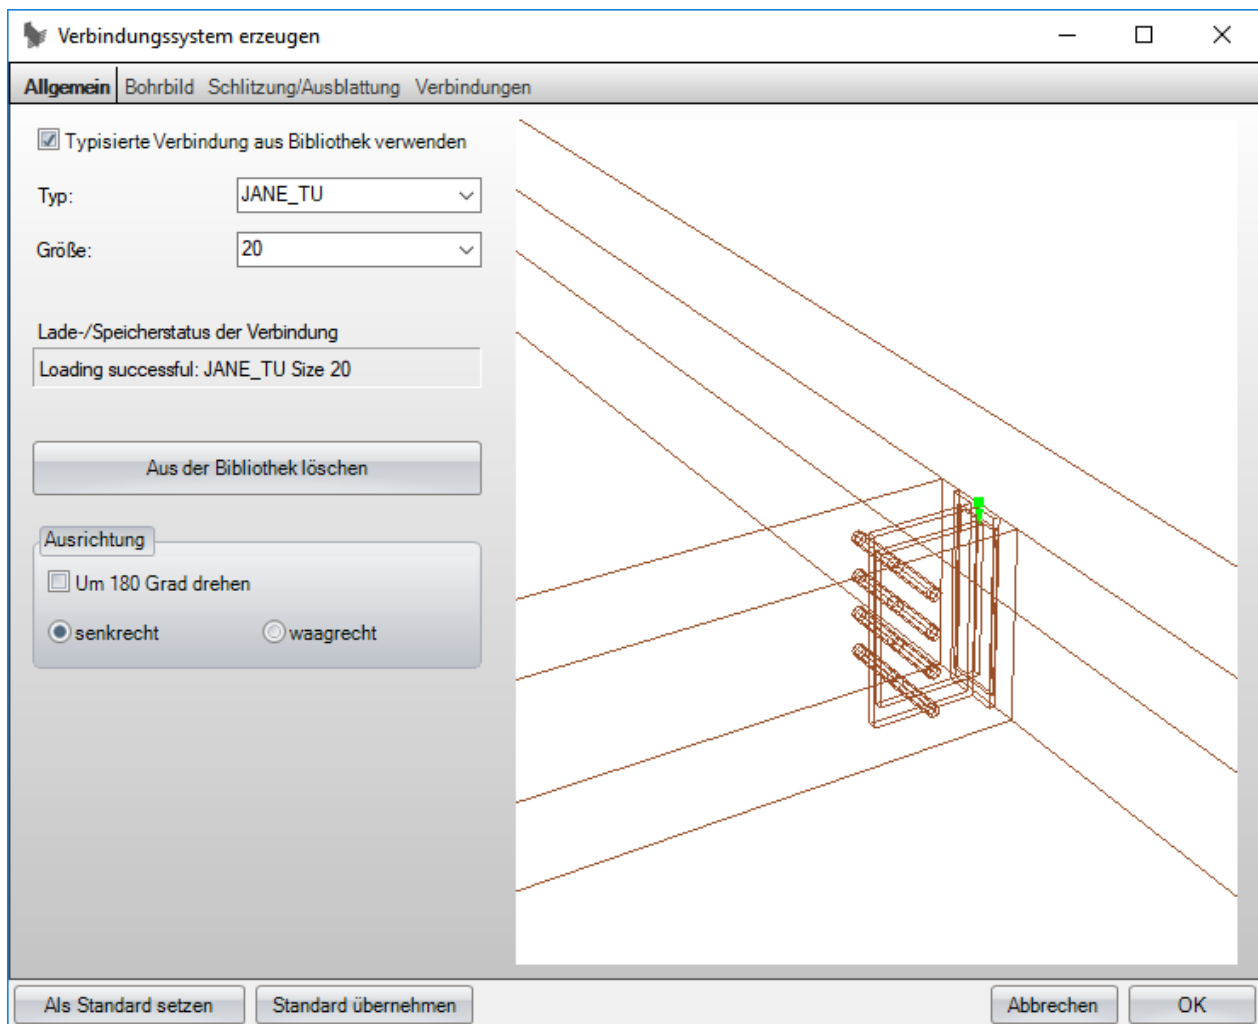 Verbindungssystem erzeugen
Allgemein Bohrbild Schlitzung/Ausblattung Verbindungen
Typisierte Verbindung aus Bibliothek verwenden
Typ: JANE_TU
Größe: 20
Lade-/Speicherstatus der Verbindung
Loading successful: JANE_TU Size 20
Aus der Bibliothek löschen
Ausrichtung
Um 180 Grad drehen
senkrecht waagrecht
Als Standard setzen Standard übernehmen Abbrechen OK